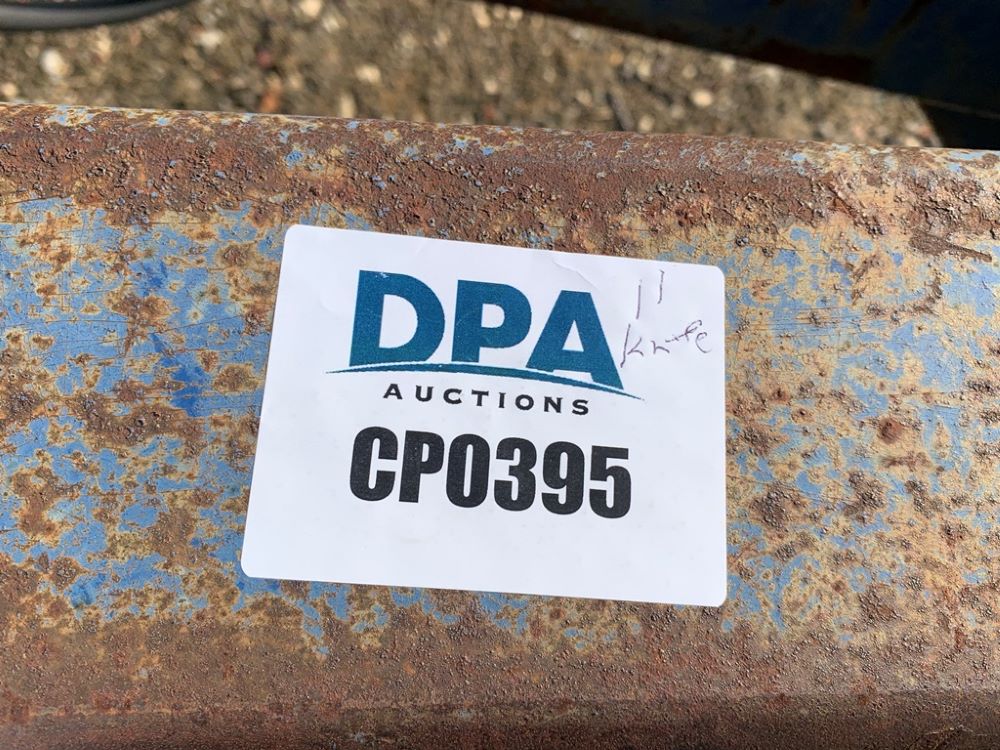 DPA
AUCTIONS
11
Knife
CP0395